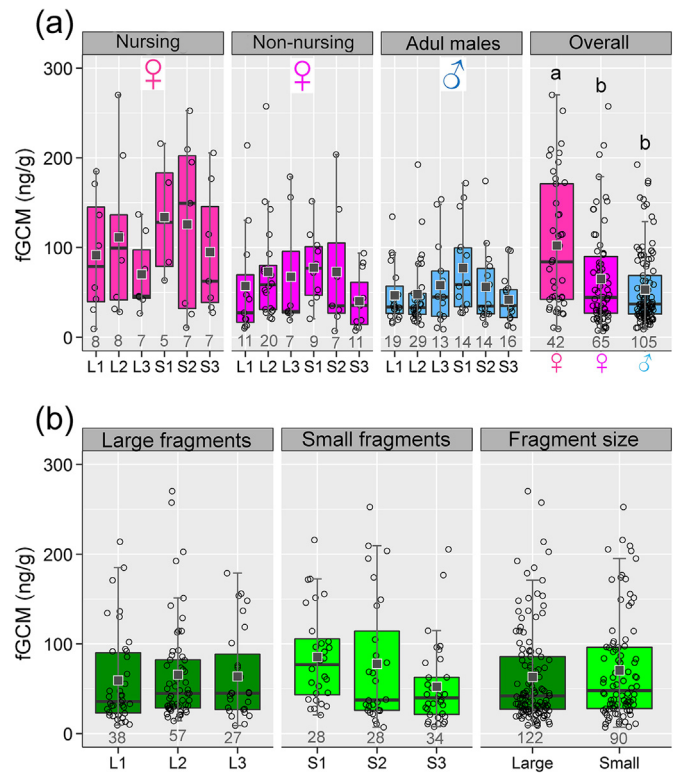 (a)
Nursing Non-nursing Adul males Overall
♀ ♀ ♂
a b b
fGCM (ng/g)
300
200
100
0
8 8 7 5 7 7 11 20 7 9 7 11 19 29 13 14 14 16 42 65 105
L1 L2 L3 S1 S2 S3 L1 L2 L3 S1 S2 S3 L1 L2 L3 S1 S2 S3 ♀ ♀ ♂
(b)
Large fragments Small fragments Fragment size
fGCM (ng/g)
300
200
100
0
38 57 27 28 28 34 122 90
L1 L2 L3 S1 S2 S3 Large Small